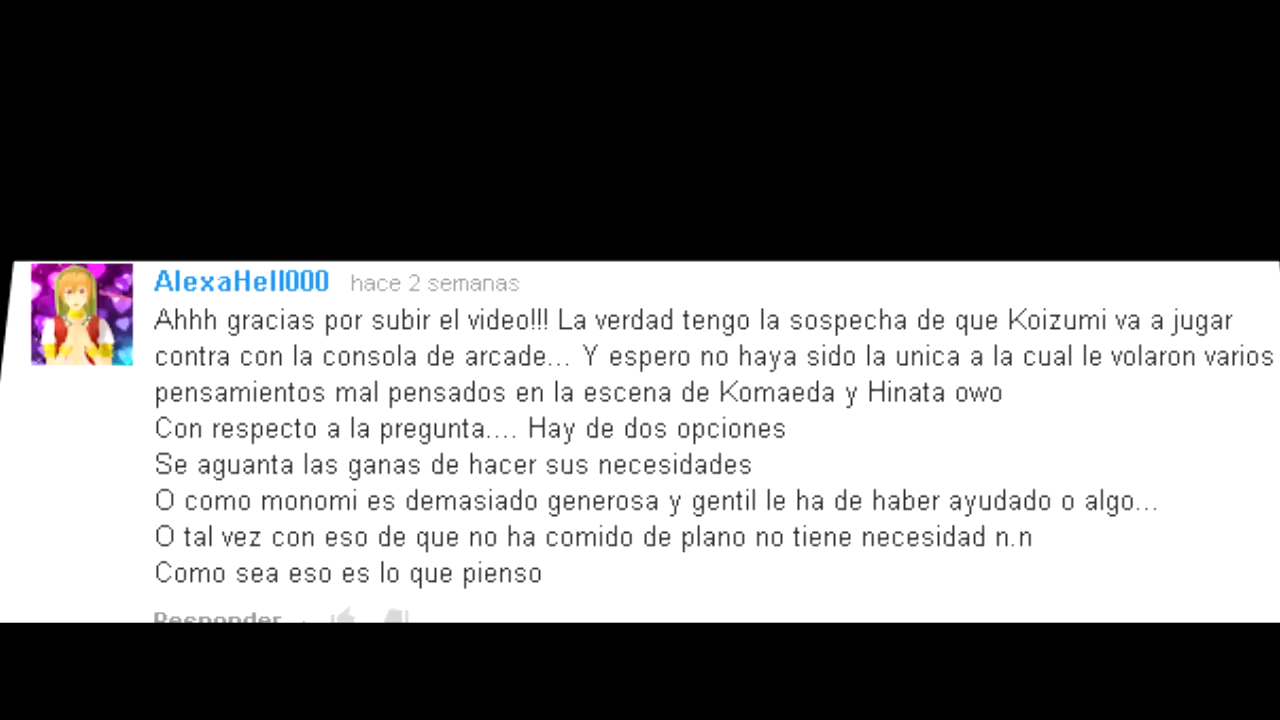 AlexaHell000 hace 2 semanas
Ahhh gracias por subir el video!!! La verdad tengo la sospecha de que Koizumi va a jugar
contra con la consola de arcade... Y espero no haya sido la unica a la cual le volaron varios
pensamientos mal pensados en la escena de Komaeda y Hinata owo
Con respecto a la pregunta.... Hay de dos opciones
Se aguanta las ganas de hacer sus necesidades
O como monomi es demasiado generosa y gentil le ha de haber ayudado o algo...
O tal vez con eso de que no ha comido de plano no tiene necesidad n.n
Como sea eso es lo que pienso
Responder